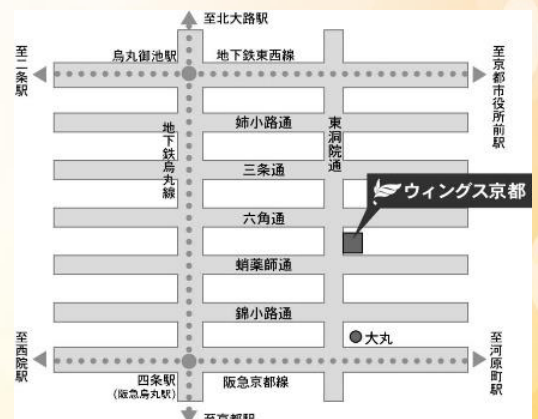 至北大路駅
烏丸御池駅
地下鉄東西線
至二条駅
至京都市役所前駅
姉小路通
地下鉄烏丸線
東洞院通
三条通
ウィングス京都
六角通
蛸薬師通
錦小路通
大丸
至西院駅
至河原町駅
四条駅
(阪急烏丸駅)
阪急京都線
至京都駅